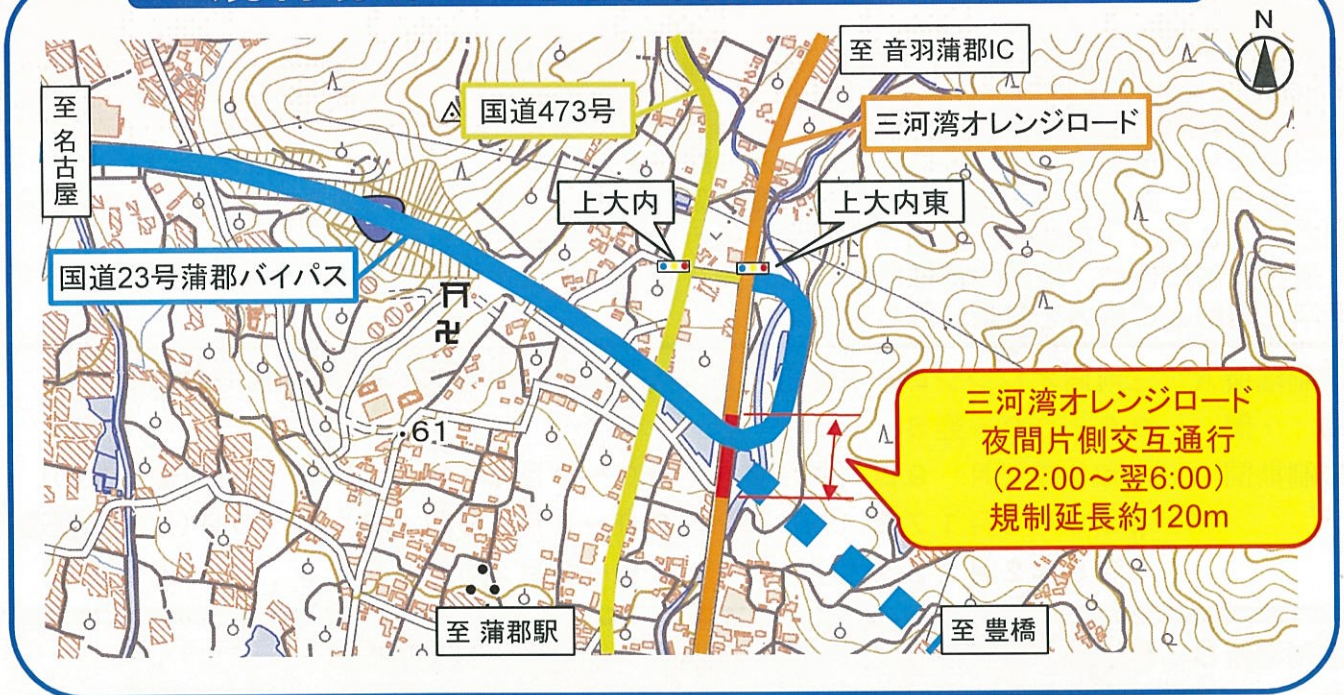 N
至 音羽蒲郡IC
国道473号
三河湾オレンジロード
至 名古屋
上大内
上大内東
国道23号蒲郡バイパス
61
三河湾オレンジロード
夜間片側交互通行
(22:00~翌6:00)
規制延長約120m
至 蒲郡駅
至 豊橋